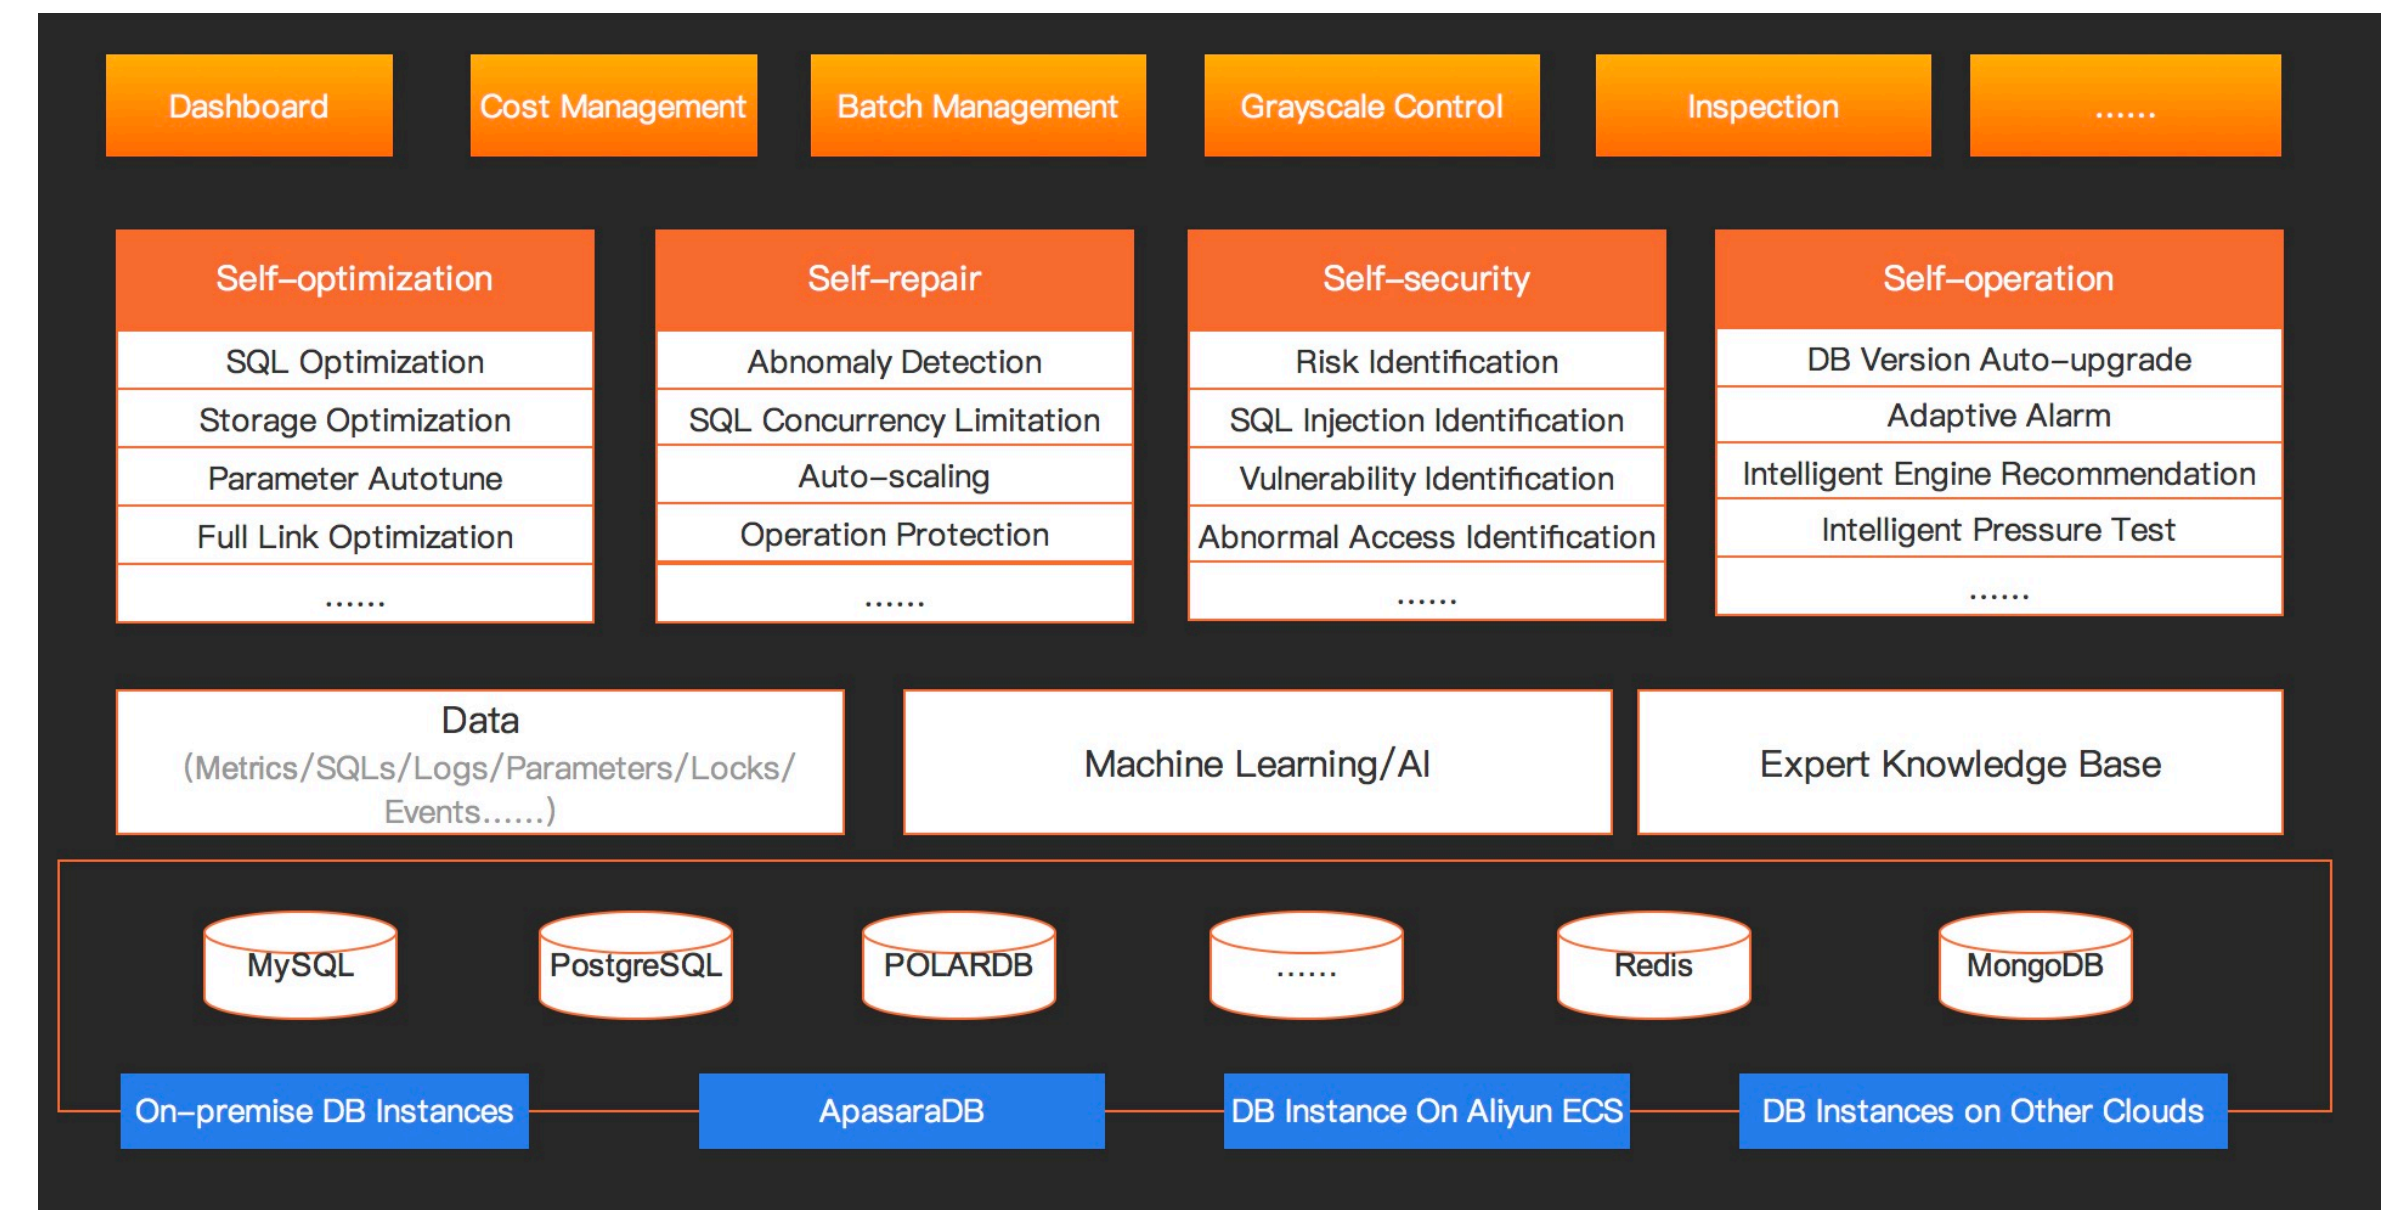 Dashboard
Cost Management
Batch Management
Grayscale Control
Inspection
......
Self-optimization
SQL Optimization
Storage Optimization
Parameter Autotune
Full Link Optimization
......
Self-repair
Abnomaly Detection
SQL Concurrency Limitation
Auto-scaling
Operation Protection
......
Self-security
Risk Identification
SQL Injection Identification
Vulnerability Identification
Abnormal Access Identification
......
Self-operation
DB Version Auto-upgrade
Adaptive Alarm
Intelligent Engine Recommendation
Intelligent Pressure Test
......
Data
(Metrics/SQLs/Logs/Parameters/Locks/
Events......)
Machine Learning/AI
Expert Knowledge Base
MySQL
PostgreSQL
POLARDB
......
Redis
MongoDB
On-premise DB Instances
ApasaraDB
DB Instance On Aliyun ECS
DB Instances on Other Clouds